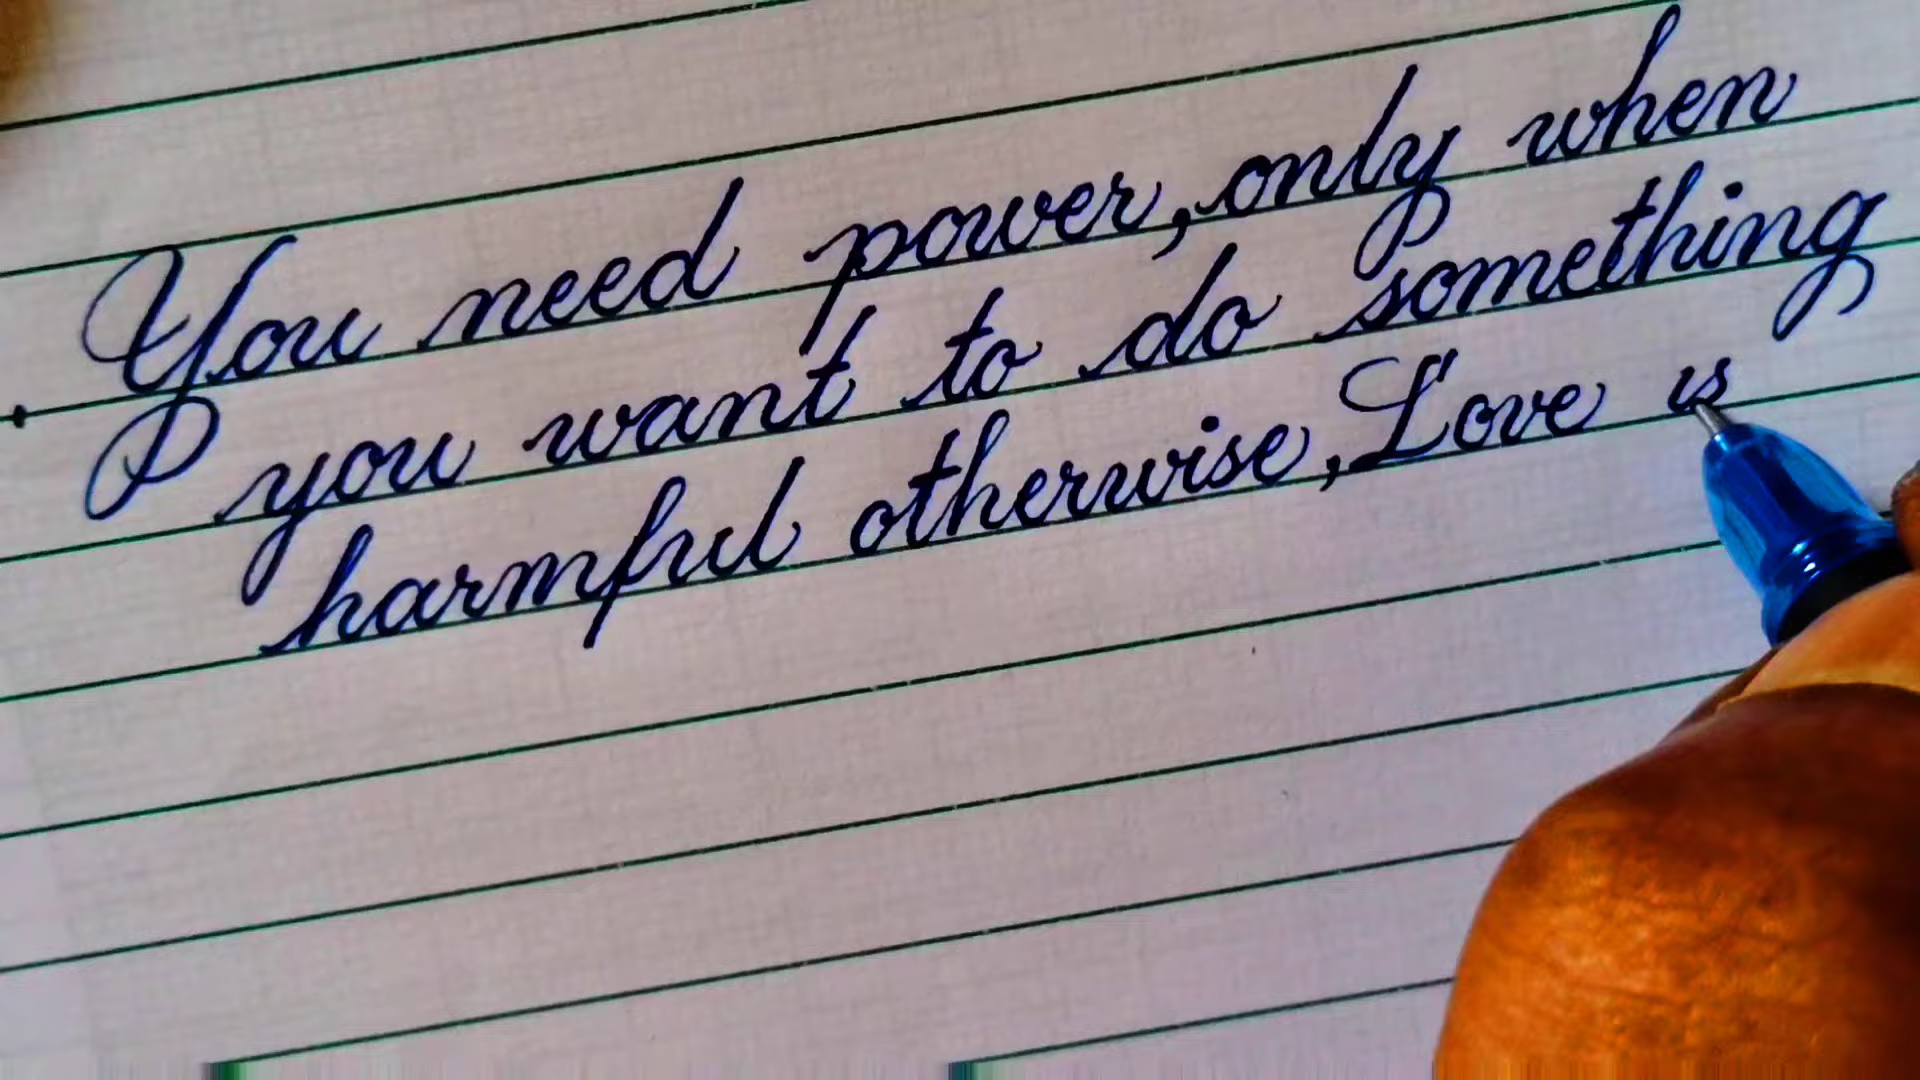 You need power, only when
you want to do something
harmful otherwise, Love is